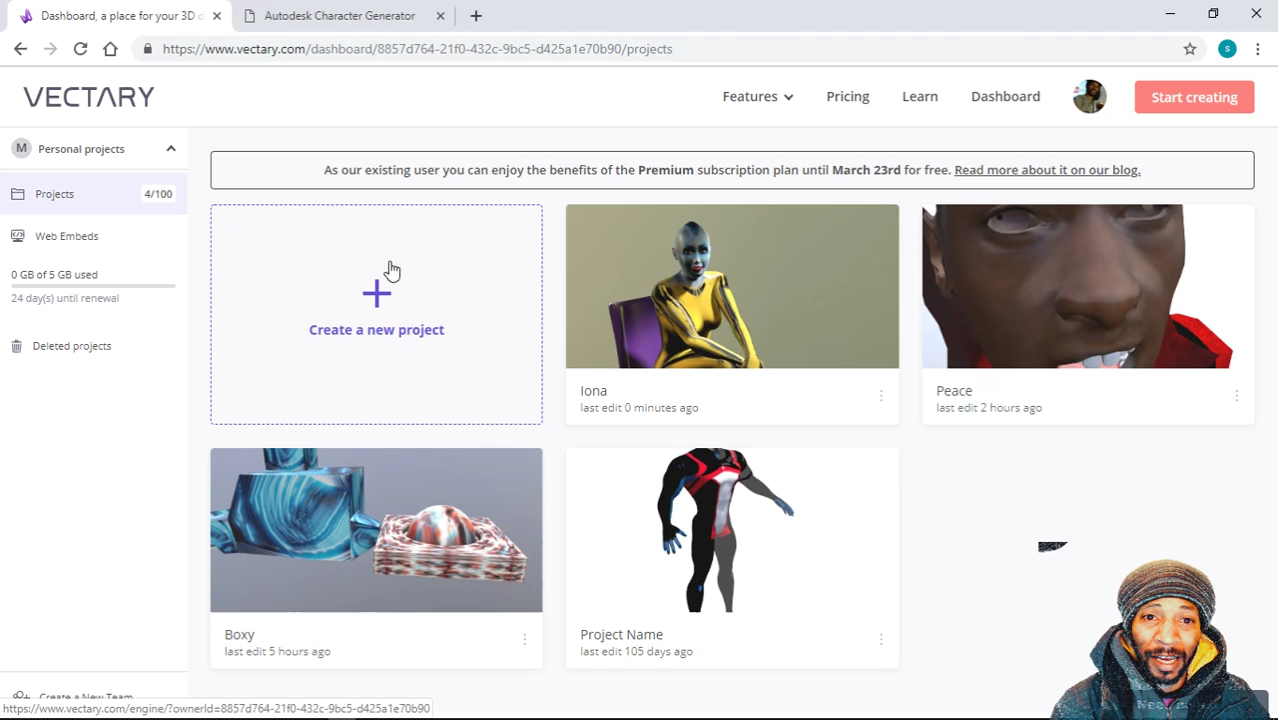 Dashboard, a place for your 3D c
Autodesk Character Generator
https://www.vectary.com/dashboard/8857d764-21f0-432c-9bc5-d425a1e70b90/projects
S
VECTARY
Features
Pricing
Learn
Dashboard
Start creating
M Personal projects
Projects 4/100
Web Embeds
0 GB of 5 GB used
24 day(s) until renewal
Deleted projects
Create a New Team
As our existing user you can enjoy the benefits of the Premium subscription plan until March 23rd for free. Read more about it on our blog.
Create a new project
Iona
last edit 0 minutes ago
Peace
last edit 2 hours ago
Boxy
last edit 5 hours ago
Project Name
last edit 105 days ago
https://www.vectary.com/engine/?ownerId=8857d764-21f0-432c-9bc5-d425a1e70b90